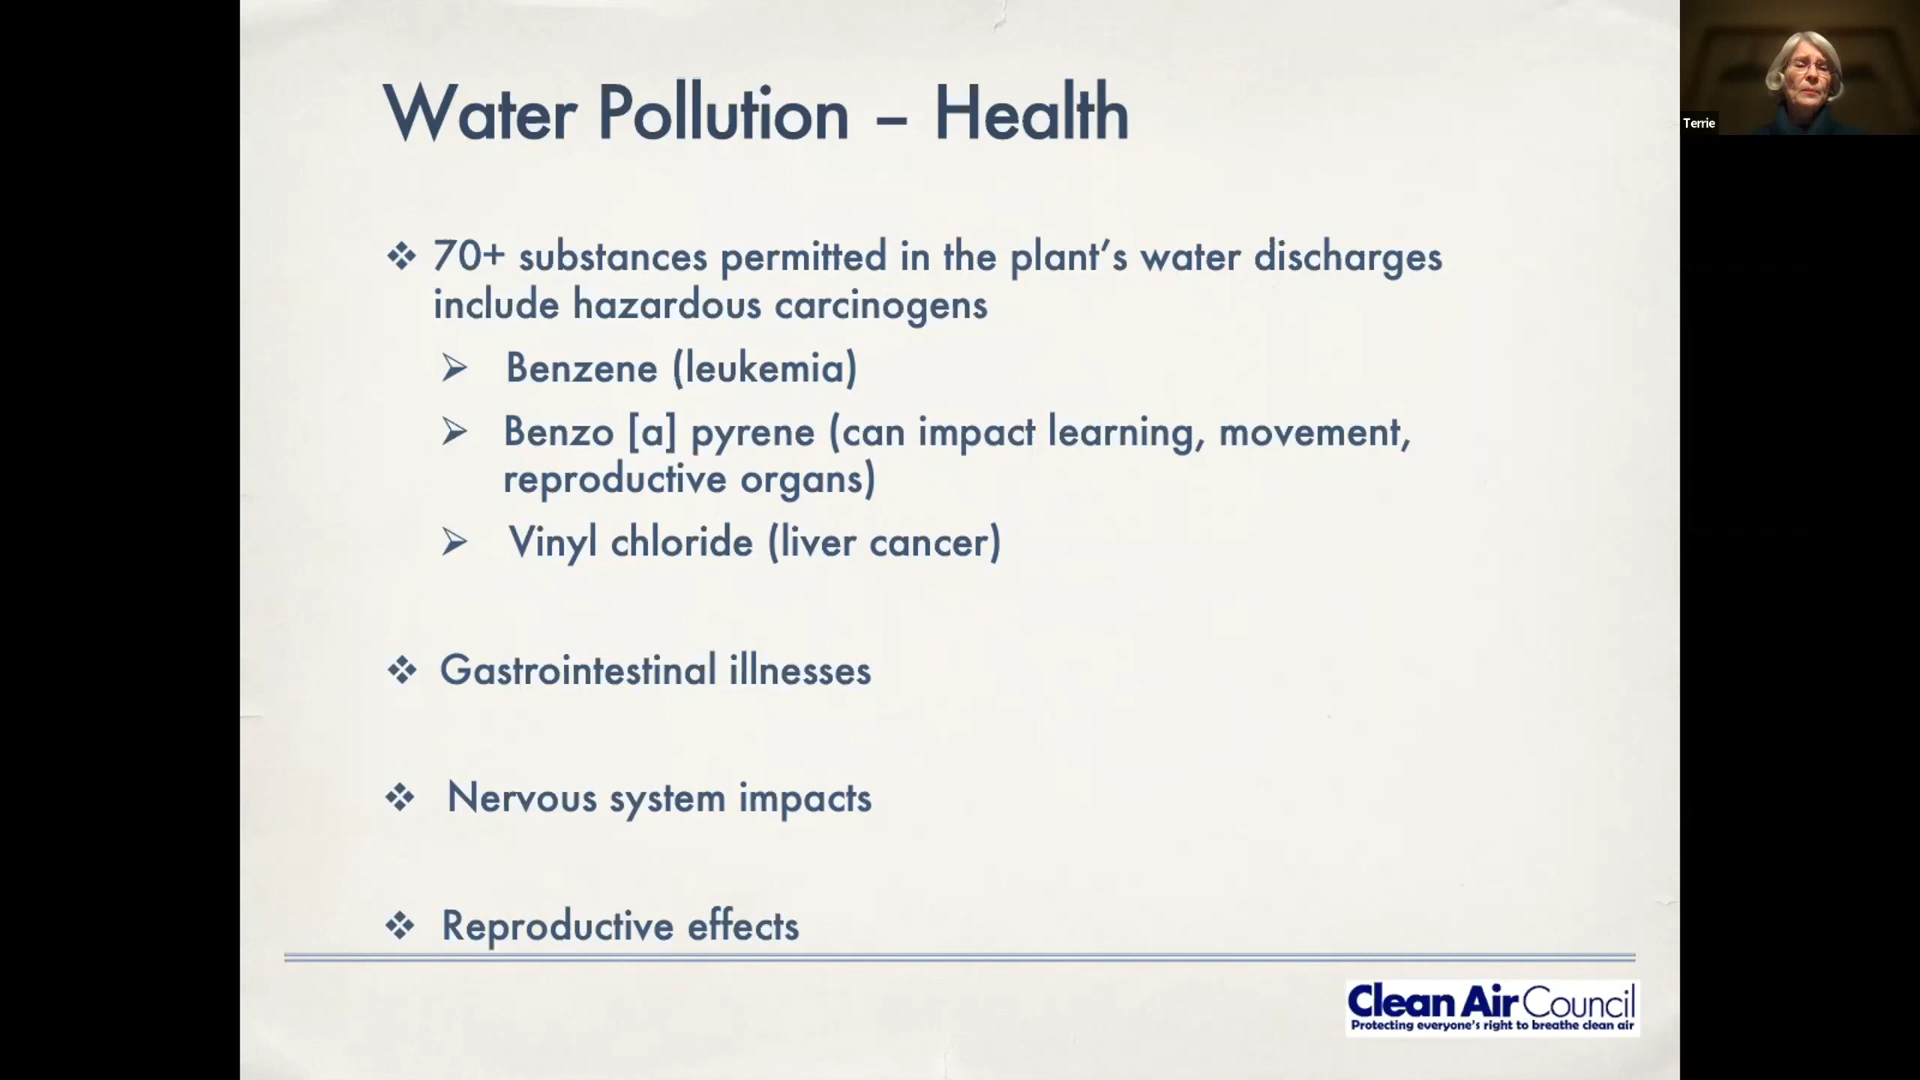 Water Pollution – Health
Terrie
❖ 70+ substances permitted in the plant’s water discharges
include hazardous carcinogens
➢ Benzene (leukemia)
➢ Benzo [a] pyrene (can impact learning, movement,
reproductive organs)
➢ Vinyl chloride (liver cancer)
❖ Gastrointestinal illnesses
❖ Nervous system impacts
❖ Reproductive effects
Clean Air Council
Protecting everyone's right to breathe clean air